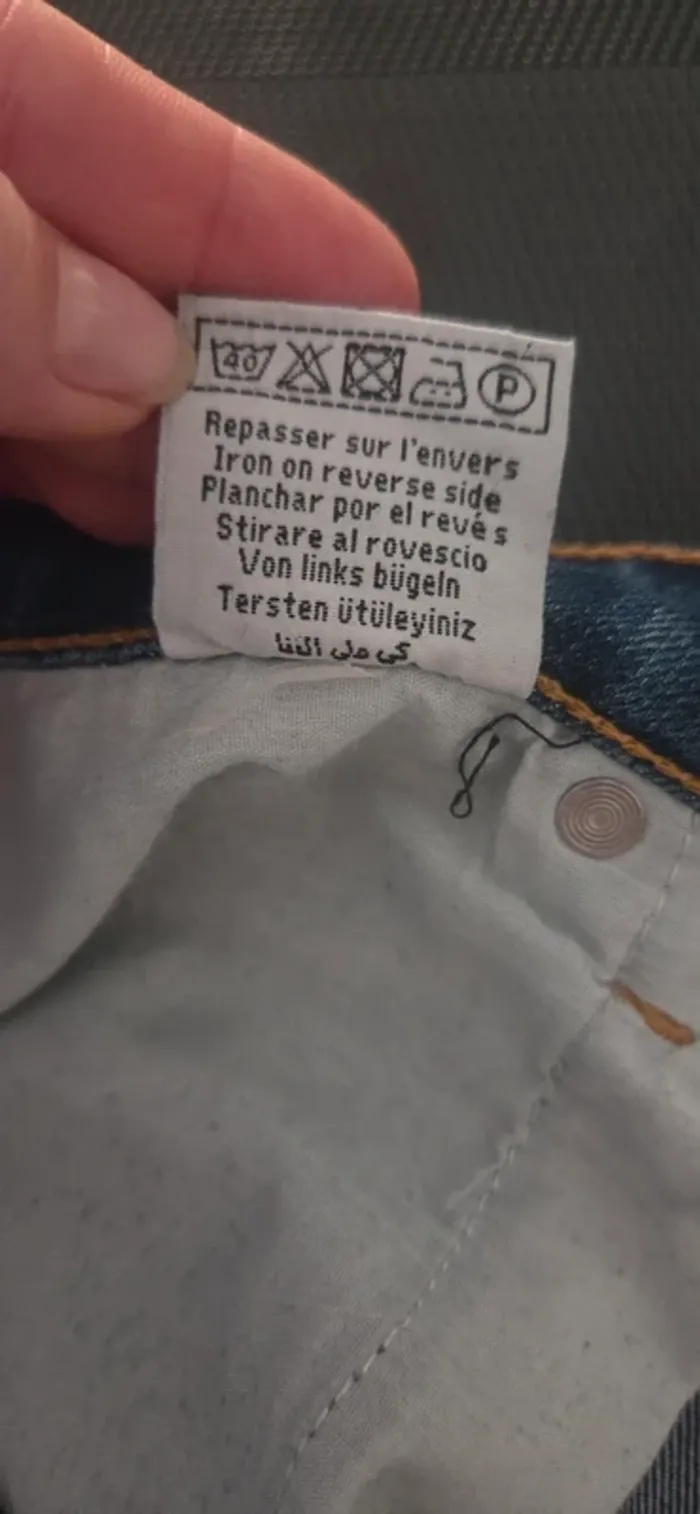 40 P
Repasser sur l'envers
Iron on reverse side
Planchar por el revés
Stirare al rovescio
Von links bügeln
Tersten ütüleyiniz